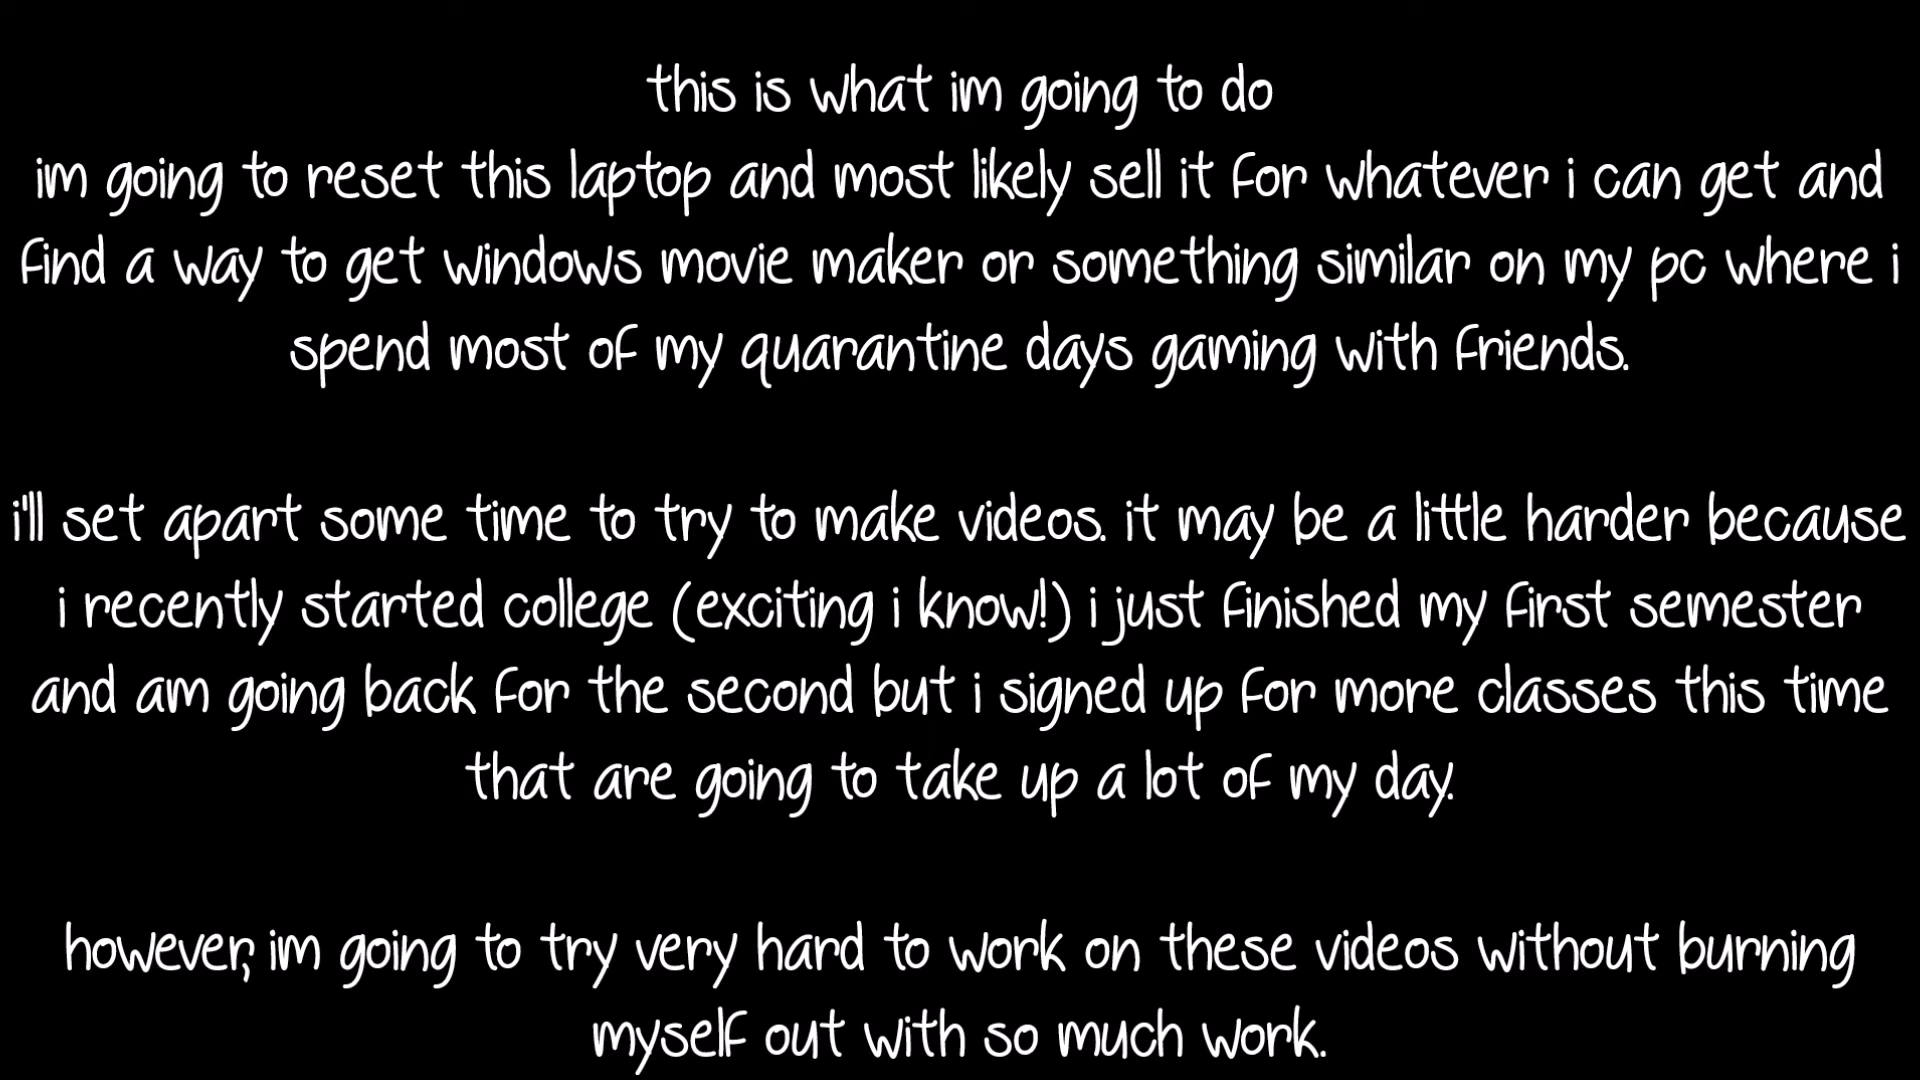 this is what im going to do
im going to reset this laptop and most likely sell it for whatever i can get and
find a way to get windows movie maker or something similar on my pc where i
spend most of my quarantine days gaming with friends.
i'll set apart some time to try to make videos. it may be a little harder because
i recently started college (exciting i know!) i just finished my first semester
and am going back for the second but i signed up for more classes this time
that are going to take up a lot of my day.
however, im going to try very hard to work on these videos without burning
myself out with so much work.